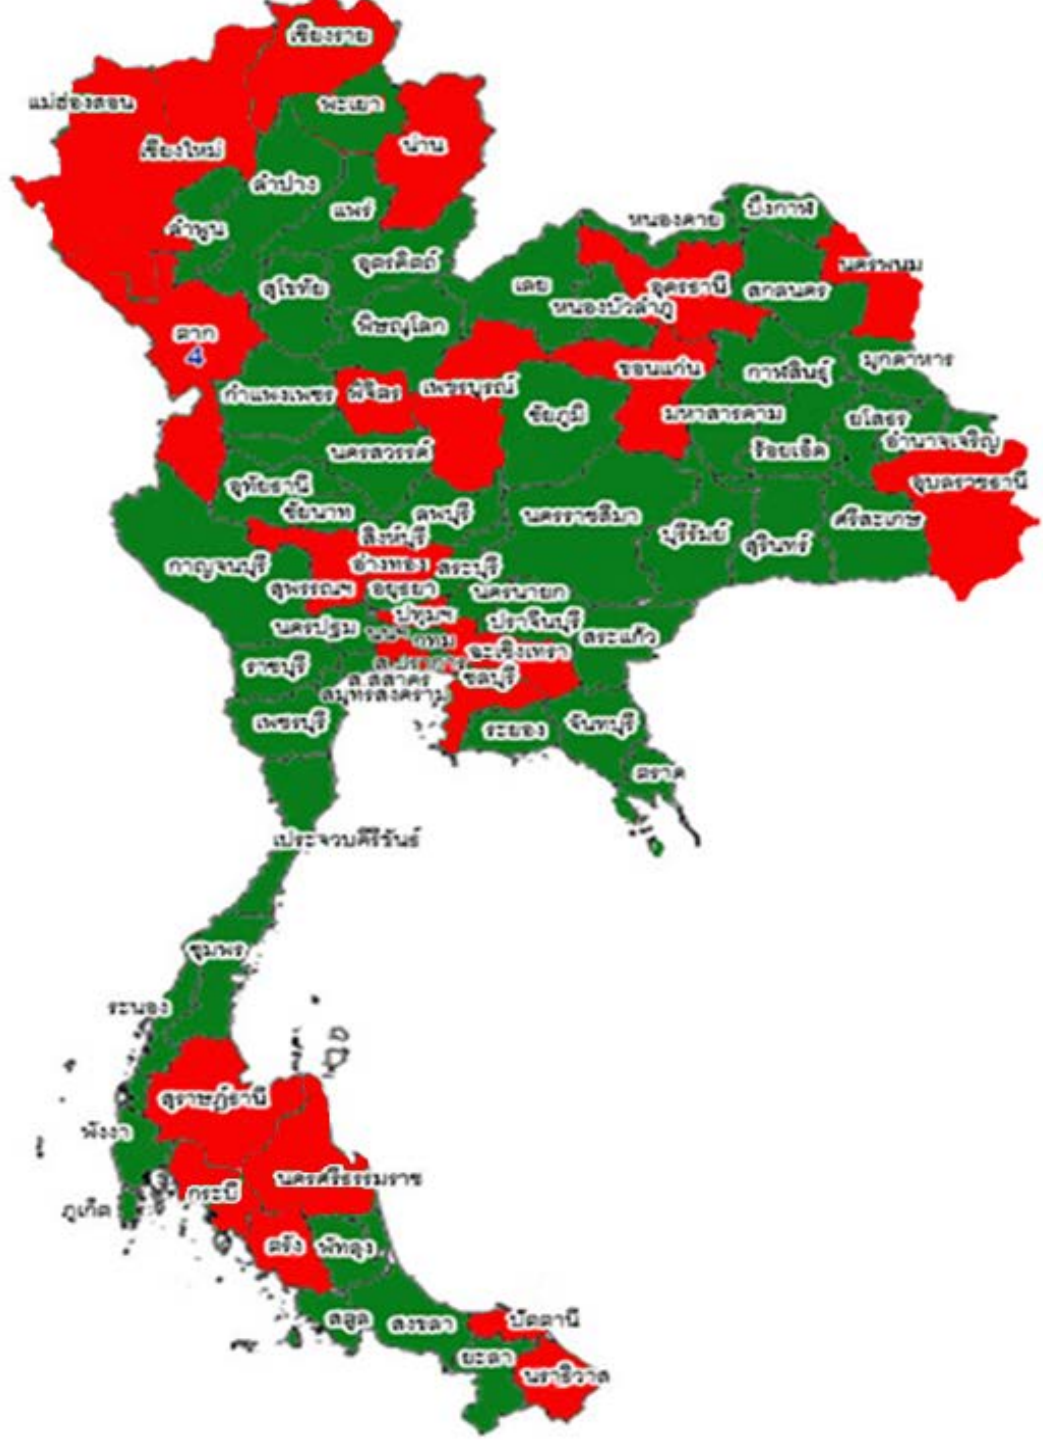 เชียงราย
แม่ฮ่องสอน
พะเยา
เชียงใหม่
น่าน
ลำปาง
แพร่
ลำพูน
หนองคาย
บึงกาฬ
อุตรดิตถ์
นครพนม
สุโขทัย
เลย
อุดรธานี
สกลนคร
หนองบัวลำภู
พิษณุโลก
ตาก
4
มุกดาหาร
กำแพงเพชร
พิจิตร
เพชรบูรณ์
ขอนแก่น
กาฬสินธุ์
ชัยภูมิ
มหาสารคาม
ยโสธร
อำนาจเจริญ
นครสวรรค์
ร้อยเอ็ด
อุทัยธานี
อุบลราชธานี
ชัยนาท
ลพบุรี
นครราชสีมา
ศรีสะเกษ
สิงห์บุรี
บุรีรัมย์
สุรินทร์
กาญจนบุรี
อ่างทอง
สระบุรี
สุพรรณฯ
อยุธยา
นครนายก
ปทุมฯ
ปราจีนบุรี
นครปฐม
นนฯ
กทม
สระแก้ว
ฉะเชิงเทรา
ราชบุรี
ส.ปราการ
ส.สาคร
ชลบุรี
สมุทรสงคราม
เพชรบุรี
ระยอง
จันทบุรี
ตราด
เประจวบคีรีขันธ์
ชุมพร
ระนอง
สุราษฎ์ธานี
พังงา
นครศรีธรรมราช
กระบี่
ภูเก็ต
ตรัง
พัทลุง
สตูล
สงขลา
ปัตตานี
ยะลา
นราธิวาส